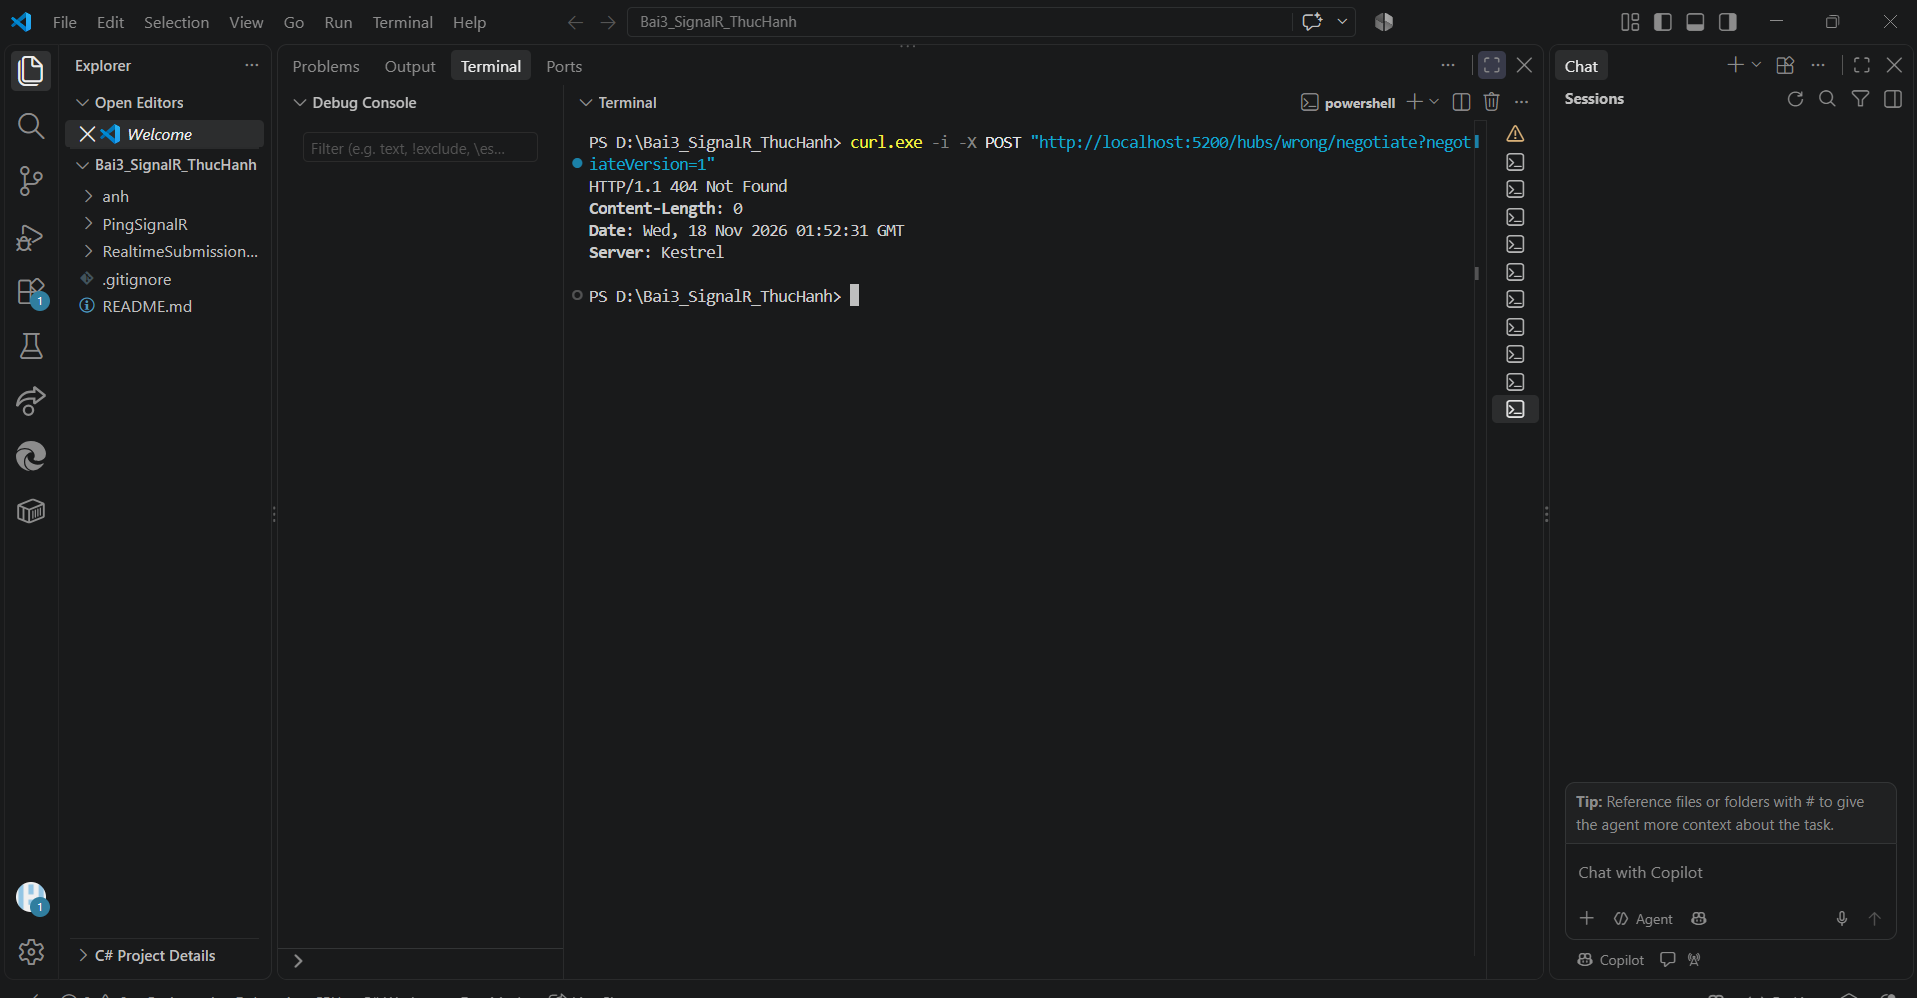 File Edit Selection View Go Run Terminal Help
Bai3_SignalR_ThucHanh
Explorer
Open Editors
Welcome
Bai3_SignalR_ThucHanh
anh
PingSignalR
RealtimeSubmission...
.gitignore
README.md
1
1
C# Project Details
Problems Output Terminal Ports
Debug Console
Filter (e.g. text, !exclude, \es...
Terminal
powershell
PS D:\Bai3_SignalR_ThucHanh> curl.exe -i -X POST "http://localhost:5200/hubs/wrong/negotiate?negot
iateVersion=1"
HTTP/1.1 404 Not Found
Content-Length: 0
Date: Wed, 18 Nov 2026 01:52:31 GMT
Server: Kestrel
PS D:\Bai3_SignalR_ThucHanh>
Chat
Sessions
Tip: Reference files or folders with # to give
the agent more context about the task.
Chat with Copilot
Agent
Copilot